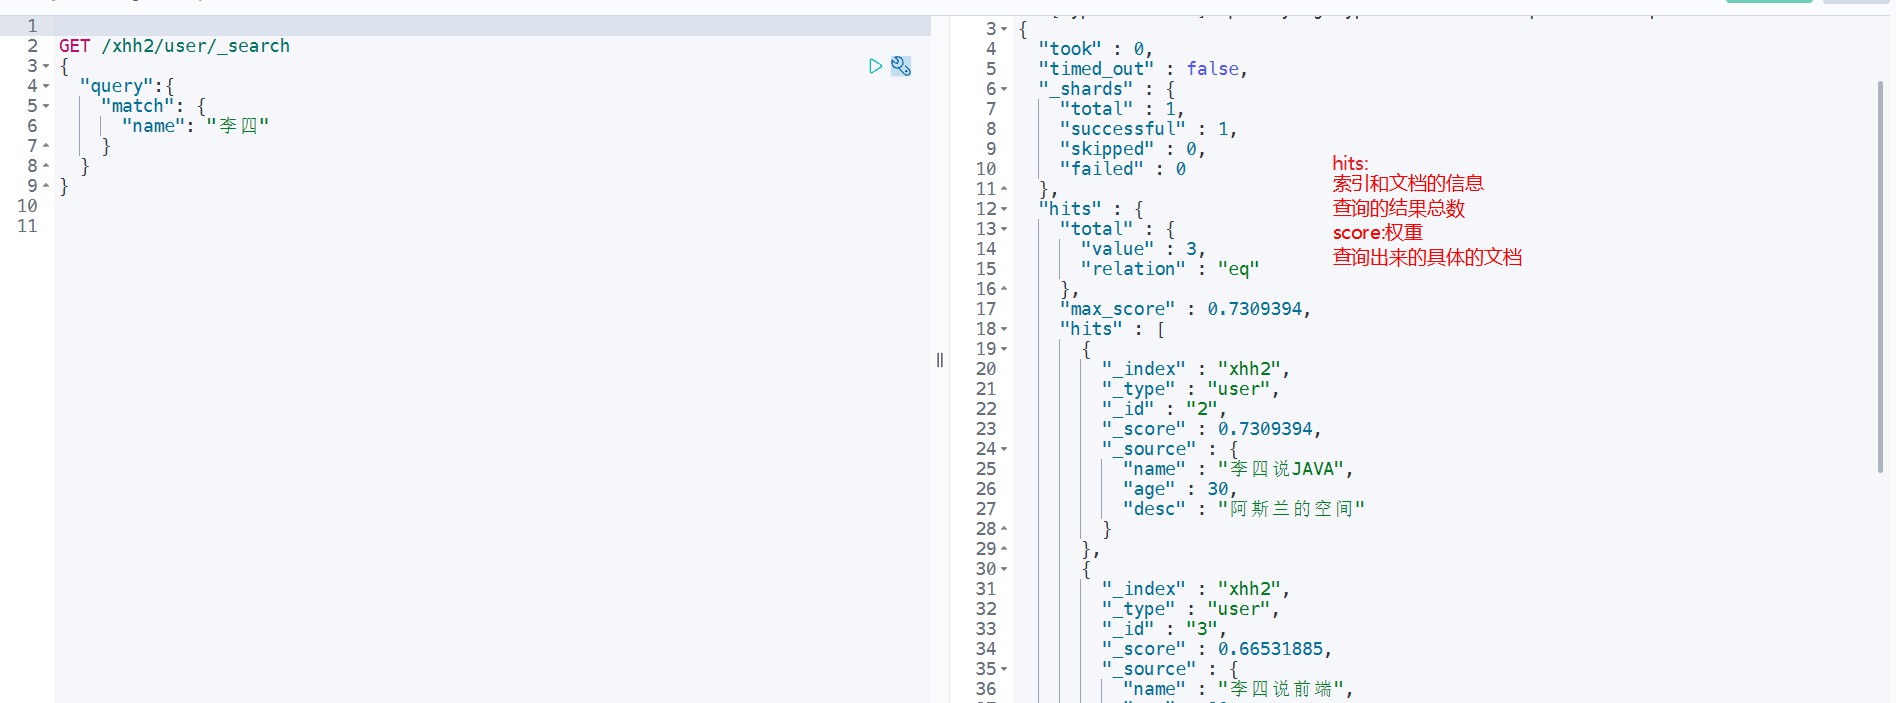 1
2 GET /xhh2/user/_search
3 {
4 "query":{
5 "match": {
6 "name": "李四"
7 }
8 }
9 }
10
11
3 {
4 "took" : 0,
5 "timed_out" : false,
6 "_shards" : {
7 "total" : 1,
8 "successful" : 1,
9 "skipped" : 0,
10 "failed" : 0
11 },
12 "hits" : {
13 "total" : {
14 "value" : 3,
15 "relation" : "eq"
16 },
17 "max_score" : 0.7309394,
18 "hits" : [
19 {
20 "_index" : "xhh2",
21 "_type" : "user",
22 "_id" : "2",
23 "_score" : 0.7309394,
24 "_source" : {
25 "name" : "李四说JAVA",
26 "age" : 30,
27 "desc" : "阿斯兰的空间"
28 }
29 },
30 {
31 "_index" : "xhh2",
32 "_type" : "user",
33 "_id" : "3",
34 "_score" : 0.66531885,
35 "_source" : {
36 "name" : "李四说前端",
hits:
索引和文档的信息
查询的结果总数
score:权重
查询出来的具体的文档